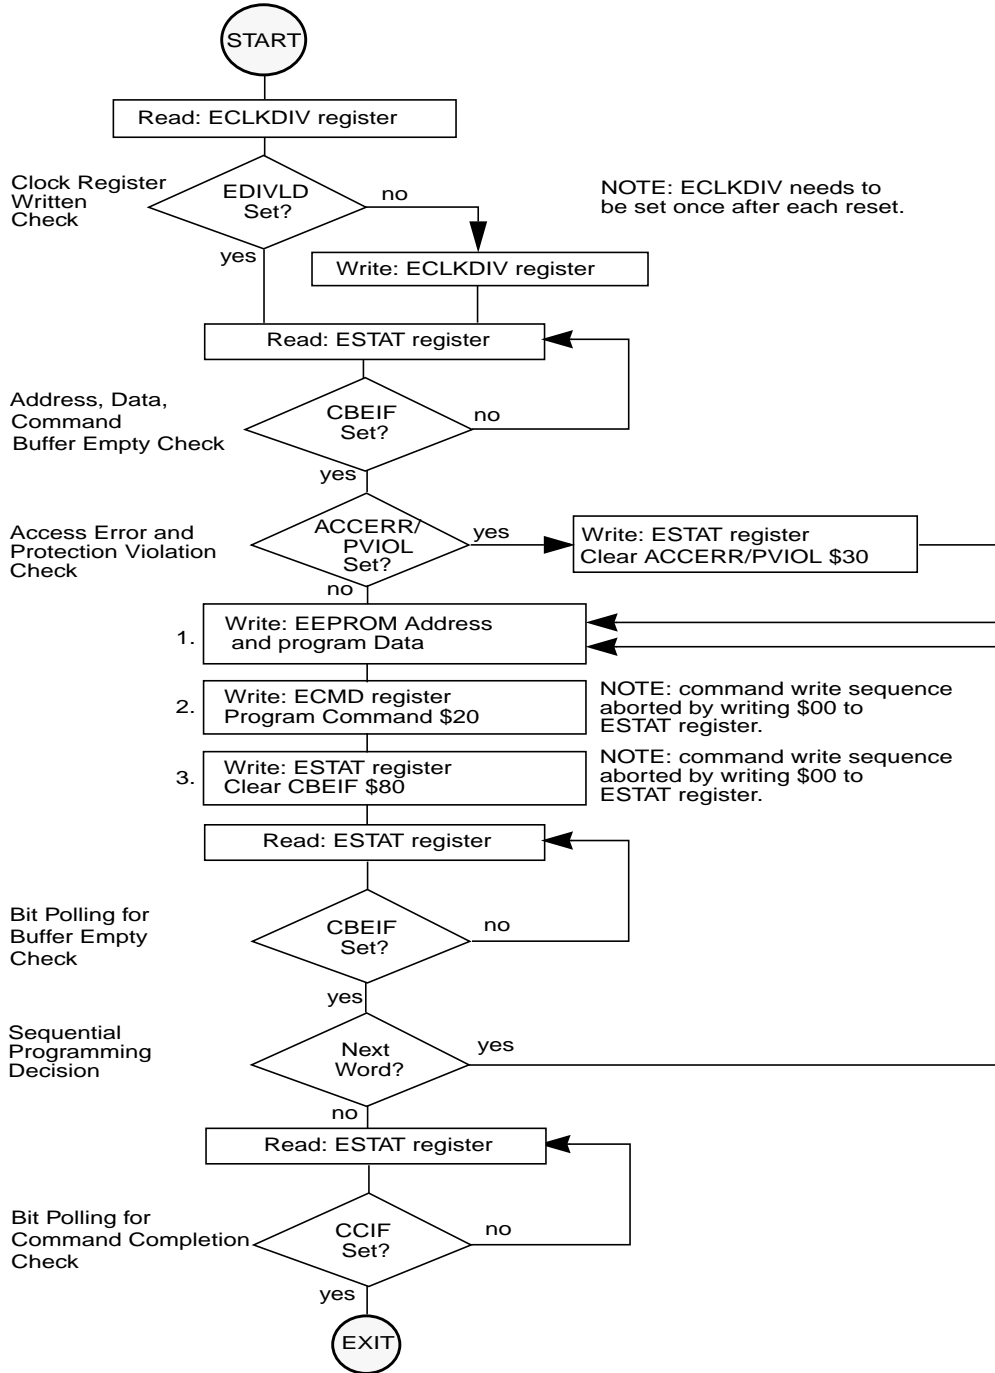 START
Read: ECLKDIV register
Clock Register
Written
Check
EDIVLD
Set?
no
yes
NOTE: ECLKDIV needs to
be set once after each reset.
Write: ECLKDIV register
Read: ESTAT register
Address, Data,
Command
Buffer Empty Check
CBEIF
Set?
no
yes
Access Error and
Protection Violation
Check
ACCERR/
PVIOL
Set?
yes
no
Write: ESTAT register
Clear ACCERR/PVIOL $30
1.
Write: EEPROM Address
and program Data
2.
Write: ECMD register
Program Command $20
NOTE: command write sequence
aborted by writing $00 to
ESTAT register.
3.
Write: ESTAT register
Clear CBEIF $80
NOTE: command write sequence
aborted by writing $00 to
ESTAT register.
Read: ESTAT register
Bit Polling for
Buffer Empty
Check
CBEIF
Set?
no
yes
Sequential
Programming
Decision
Next
Word?
yes
no
Read: ESTAT register
Bit Polling for
Command Completion
Check
CCIF
Set?
no
yes
EXIT